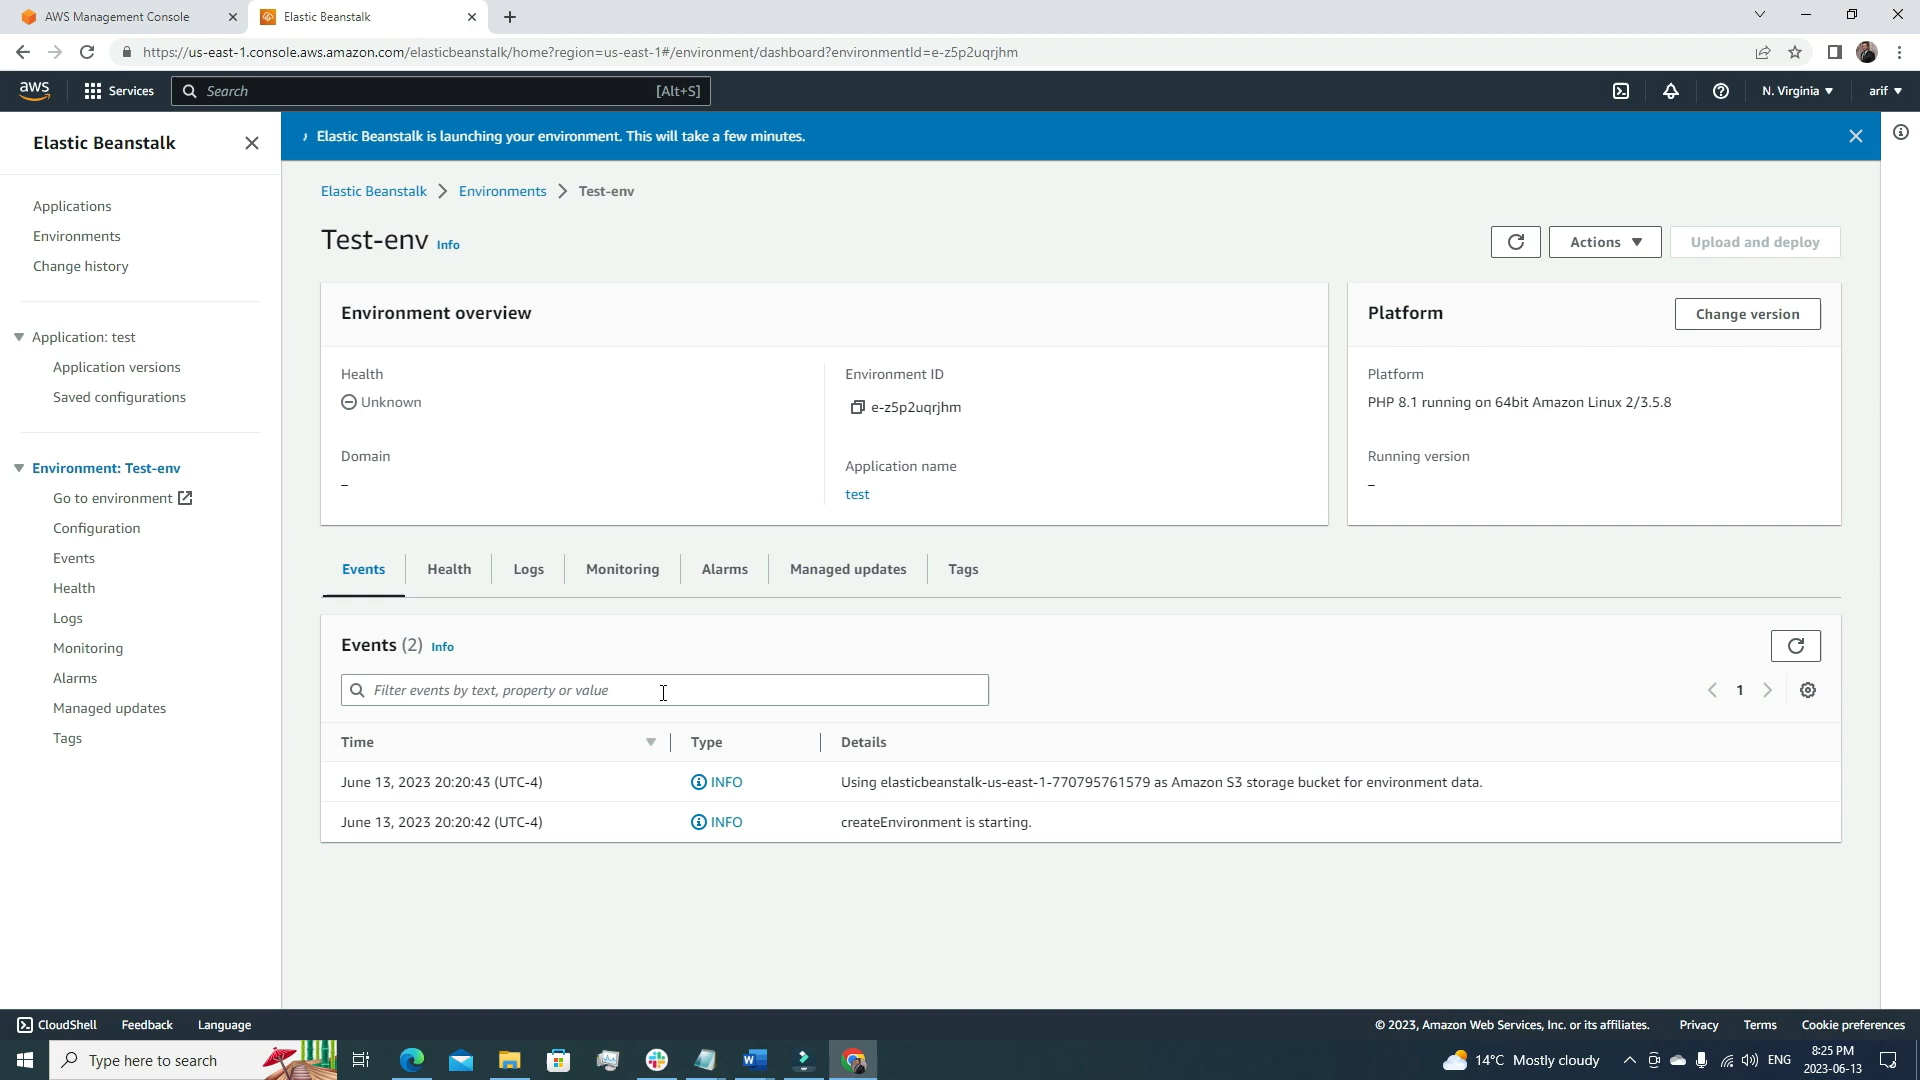 AWS Management Console
Elastic Beanstalk
https://us-east-1.console.aws.amazon.com/elasticbeanstalk/home?region=us-east-1#/environment/dashboard?environmentId=e-z5p2uqrjhm
aws
Services
Search
[Alt+S]
N. Virginia
arif
Elastic Beanstalk
Applications
Environments
Change history
Application: test
Application versions
Saved configurations
Environment: Test-env
Go to environment
Configuration
Events
Health
Logs
Monitoring
Alarms
Managed updates
Tags
Elastic Beanstalk is launching your environment. This will take a few minutes.
Elastic Beanstalk > Environments > Test-env
Test-env Info
Actions
Upload and deploy
Environment overview
Health
Unknown
Domain
–
Environment ID
e-z5p2uqrjhm
Application name
test
Platform
Change version
Platform
PHP 8.1 running on 64bit Amazon Linux 2/3.5.8
Running version
–
Events Health Logs Monitoring Alarms Managed updates Tags
Events (2) Info
Filter events by text, property or value
1
Time Type Details
June 13, 2023 20:20:43 (UTC-4) INFO Using elasticbeanstalk-us-east-1-770795761579 as Amazon S3 storage bucket for environment data.
June 13, 2023 20:20:42 (UTC-4) INFO createEnvironment is starting.
CloudShell Feedback Language
© 2023, Amazon Web Services, Inc. or its affiliates. Privacy Terms Cookie preferences
Type here to search
14°C Mostly cloudy
ENG
8:25 PM
2023-06-13